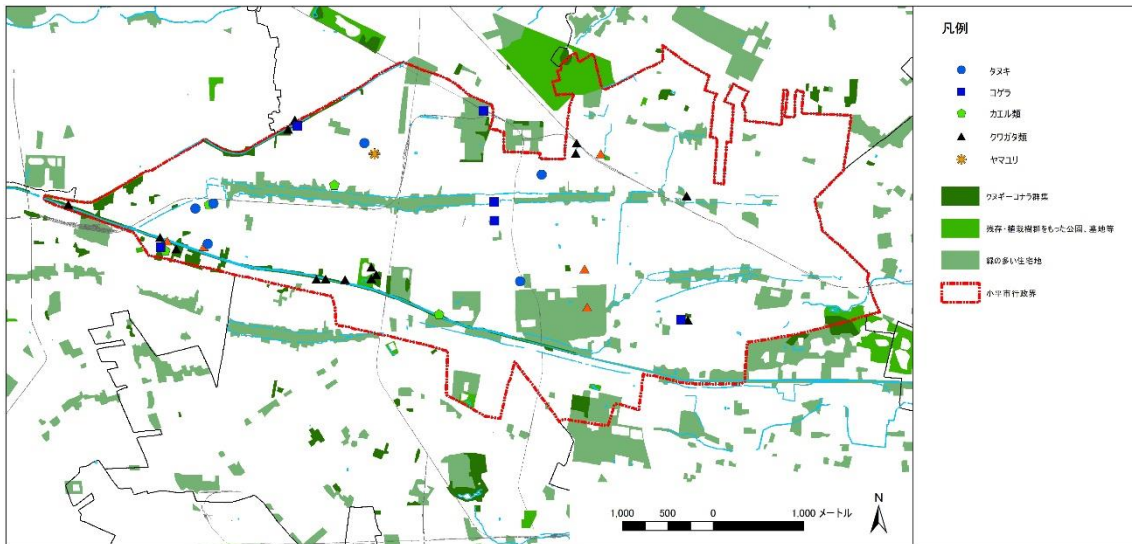 凡例
タヌキ
コゲラ
カエル類
クワガタ類
ヤマユリ
クヌギーコナラ群集
残存・植栽樹群をもった公園、墓地等
緑の多い住宅地
小平市行政界
N
1,000 500 0 1,000 メートル